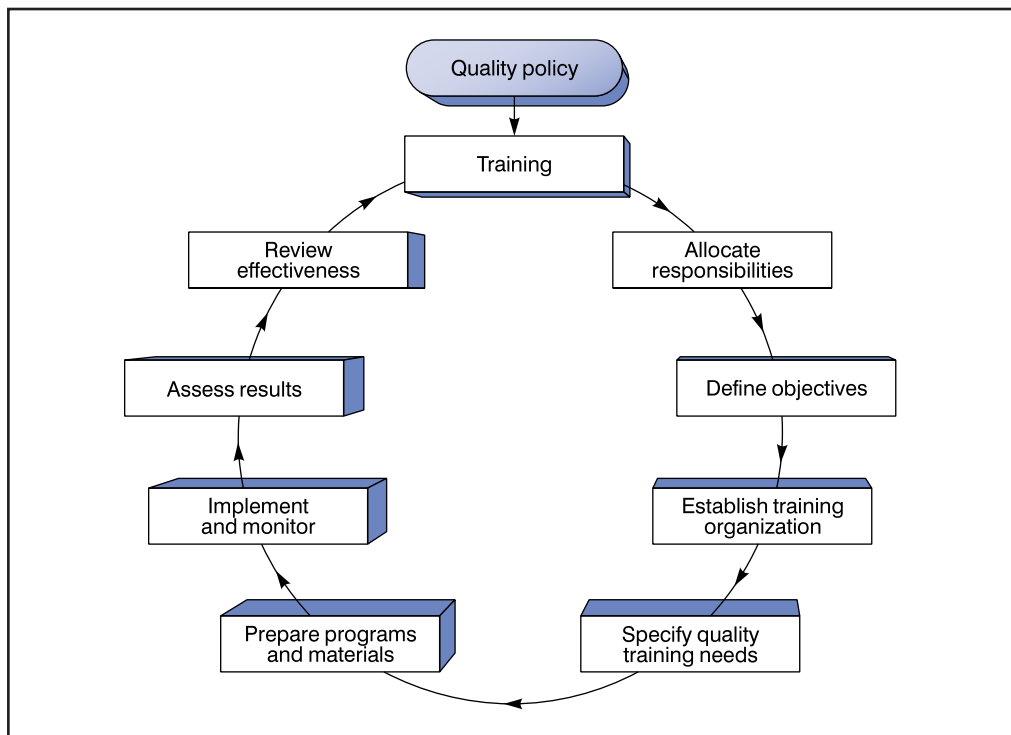 Quality policy
Training
Allocate
responsibilities
Define objectives
Establish training
organization
Specify quality
training needs
Prepare programs
and materials
Implement
and monitor
Assess results
Review
effectiveness